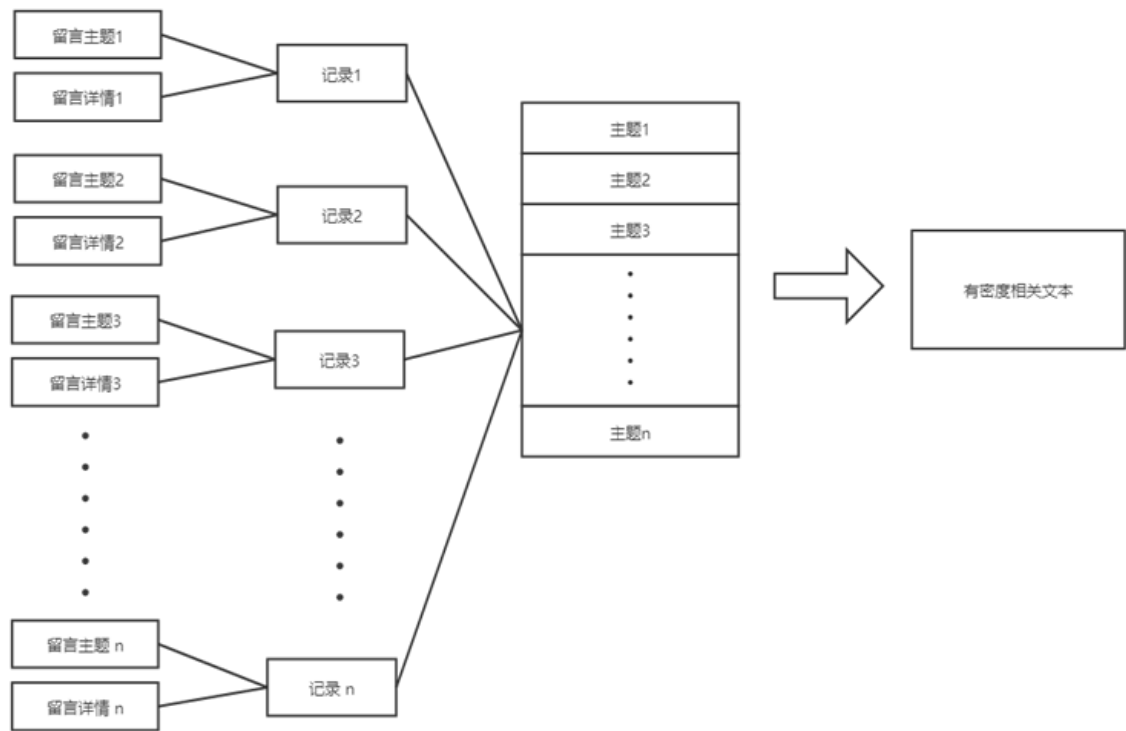 留言主题1
留言详情1
记录1
留言主题2
留言详情2
记录2
留言主题3
留言详情3
记录3
留言主题 n
留言详情 n
记录 n
主题1
主题2
主题3
主题n
有密度相关文本